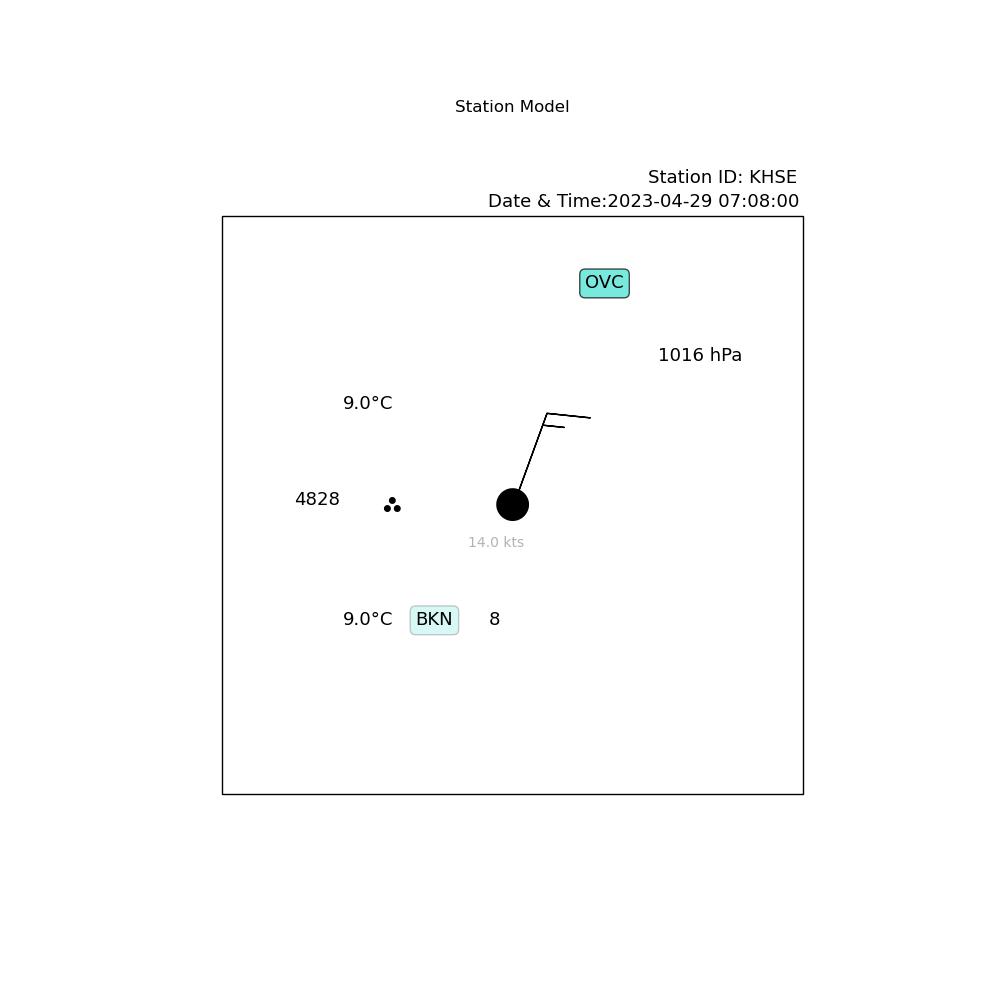 Station Model
Station ID: KHSE
Date & Time:2023-04-29 07:08:00
OVC
1016 hPa
9.0°C
4828
14.0 kts
9.0°C BKN 8